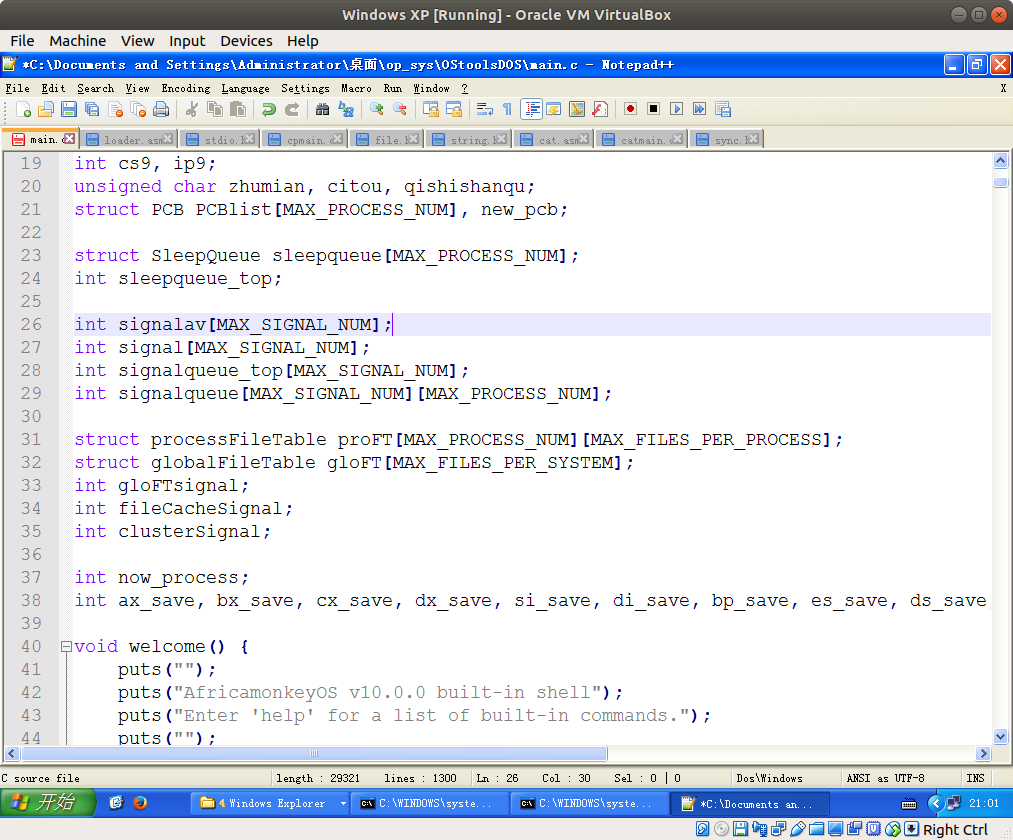 Windows XP [Running] - Oracle VM VirtualBox
File Machine View Input Devices Help
*C:\Documents and Settings\Administrator\桌面\op_sys\OStoolsDOS\main.c - Notepad++
File Edit Search View Encoding Language Settings Macro Run Window ? X
main. loader.asm stdio.h cpmain. file.h string.h cat.asm catmain. sync.h
19 int cs9, ip9;
20 unsigned char zhumian, citou, qishishanqu;
21 struct PCB PCBlist[MAX_PROCESS_NUM], new_pcb;
22
23 struct SleepQueue sleepqueue[MAX_PROCESS_NUM];
24 int sleepqueue_top;
25
26 int signalav[MAX_SIGNAL_NUM];
27 int signal[MAX_SIGNAL_NUM];
28 int signalqueue_top[MAX_SIGNAL_NUM];
29 int signalqueue[MAX_SIGNAL_NUM][MAX_PROCESS_NUM];
30
31 struct processFileTable proFT[MAX_PROCESS_NUM][MAX_FILES_PER_PROCESS];
32 struct globalFileTable gloFT[MAX_FILES_PER_SYSTEM];
33 int gloFTsignal;
34 int fileCacheSignal;
35 int clusterSignal;
36
37 int now_process;
38 int ax_save, bx_save, cx_save, dx_save, si_save, di_save, bp_save, es_save, ds_save
39
40 void welcome() {
41 puts("");
42 puts("AfricamonkeyOS v10.0.0 built-in shell");
43 puts("Enter 'help' for a list of built-in commands.");
44 puts("");
C source file length : 29321 lines : 1300 Ln : 26 Col : 30 Sel : 0 | 0 Dos\Windows ANSI as UTF-8 INS
开始 4 Windows Explorer C:\WINDOWS\syste... C:\WINDOWS\syste... *C:\Documents an... 21:01
Right Ctrl